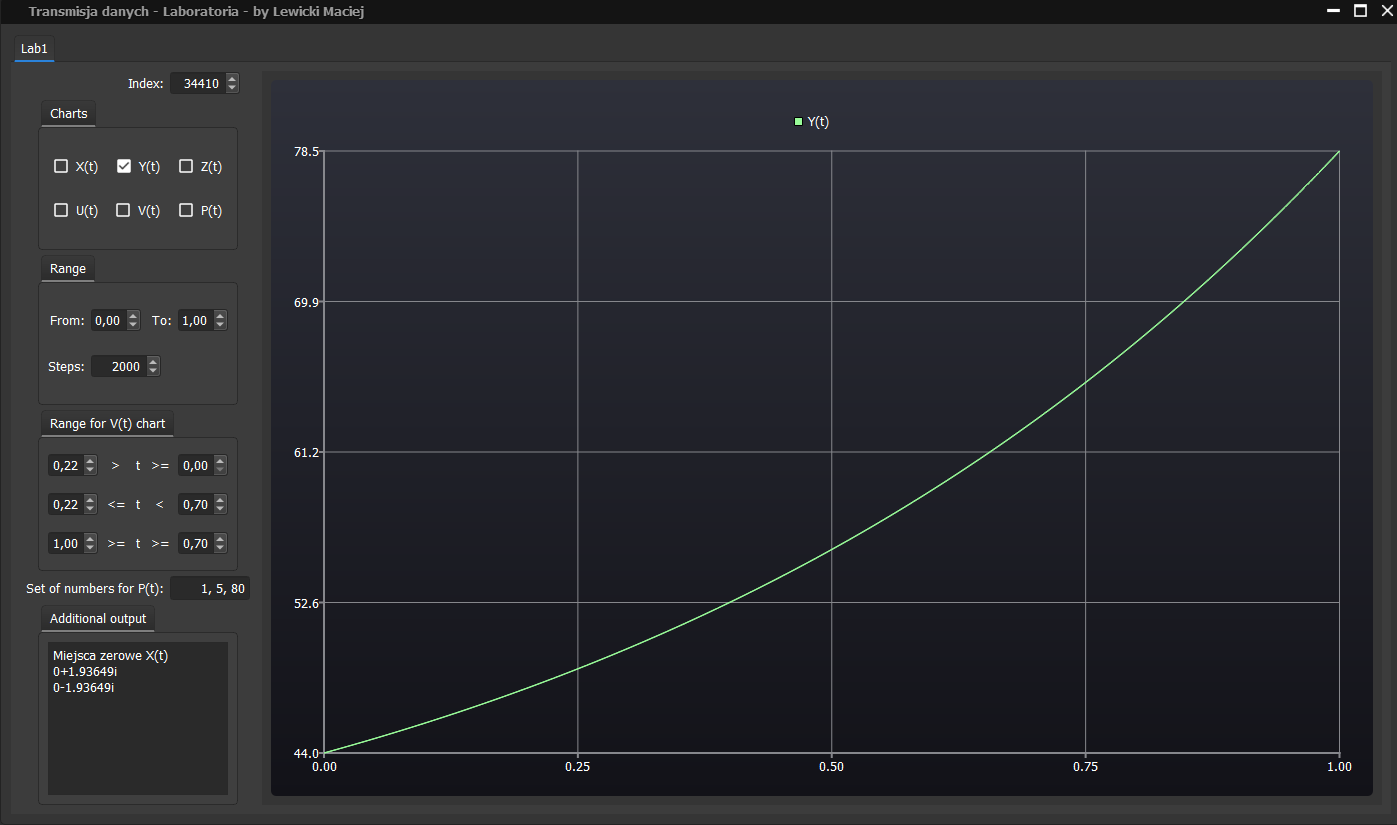 Transmisja danych - Laboratoria - by Lewicki Maciej
Lab1
Index: 34410
Charts
X(t) Y(t) Z(t)
U(t) V(t) P(t)
Range
From: 0,00 To: 1,00
Steps: 2000
Range for V(t) chart
0,22 > t >= 0,00
0,22 <= t < 0,70
1,00 >= t >= 0,70
Set of numbers for P(t): 1, 5, 80
Additional output
Miejsca zerowe X(t)
0+1.93649i
0-1.93649i
Y(t)
78.5
69.9
61.2
52.6
44.0
0.00 0.25 0.50 0.75 1.00